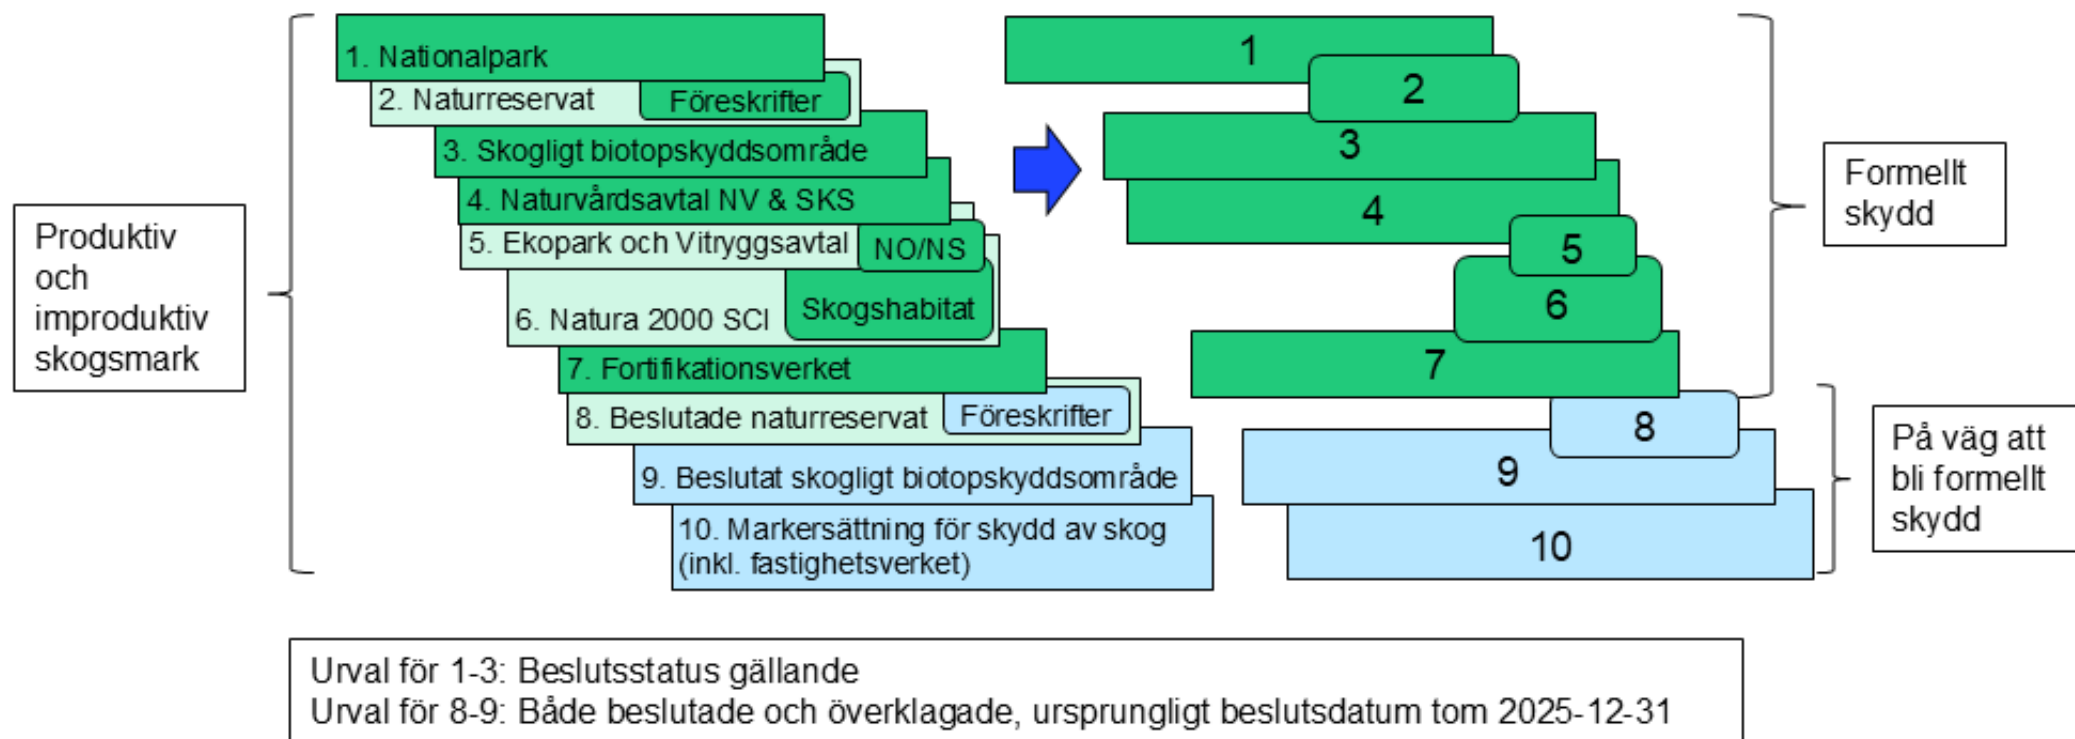 Produktiv
och
improduktiv
skogsmark
1. Nationalpark
2. Naturreservat
Föreskrifter
3. Skogligt biotopskyddsområde
4. Naturvårdsavtal NV & SKS
5. Ekopark och Vitryggsavtal
NO/NS
6. Natura 2000 SCI
Skogshabitat
7. Fortifikationsverket
8. Beslutade naturreservat
Föreskrifter
9. Beslutat skogligt biotopskyddsområde
10. Markersättning för skydd av skog
(inkl. fastighetsverket)
1
2
3
4
5
6
7
8
9
10
Formellt
skydd
På väg att
bli formellt
skydd
Urval för 1-3: Beslutsstatus gällande
Urval för 8-9: Både beslutade och överklagade, ursprungligt beslutsdatum tom 2025-12-31